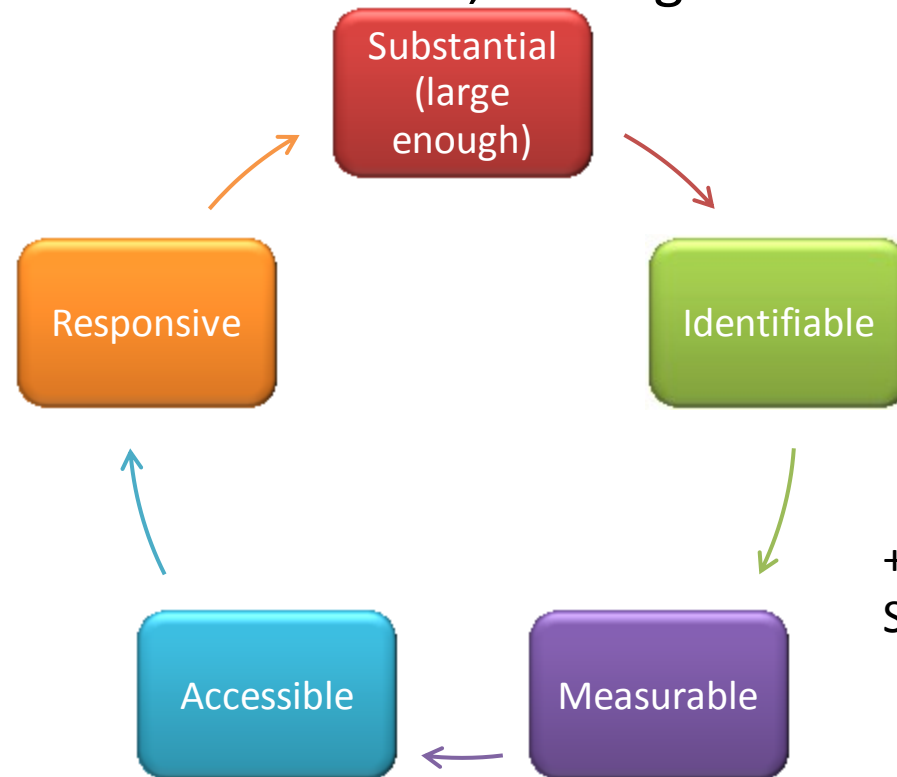 Substantial
(large
enough)
Identifiable
Measurable
Accessible
Responsive
+
S